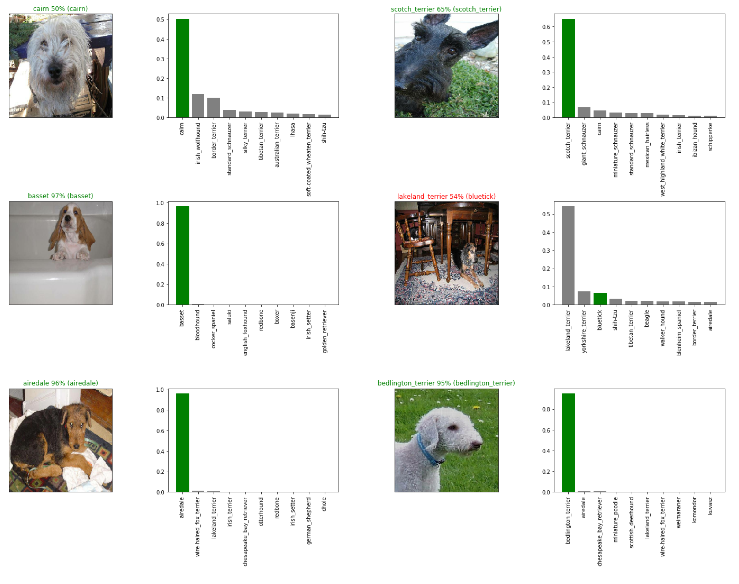 cairn 50% (cairn)
0.5
0.4
0.3
0.2
0.1
0.0
cairn
irish_wolfhound
border_terrier
standard_schnauzer
silky_terrier
tibetan_terrier
australian_terrier
lhasa
soft-coated_wheaten_terrier
shih-tzu
scotch_terrier 65% (scotch_terrier)
0.6
0.5
0.4
0.3
0.2
0.1
0.0
scotch_terrier
giant_schnauzer
cairn
miniature_schnauzer
standard_schnauzer
mexican_hairless
west_highland_white_terrier
irish_terrier
ibizan_hound
schipperke
basset 97% (basset)
1.0
0.8
0.6
0.4
0.2
0.0
basset
bloodhound
cocker_spaniel
saluki
english_foxhound
redbone
boxer
basenji
irish_setter
golden_retriever
lakeland_terrier 54% (bluetick)
0.5
0.4
0.3
0.2
0.1
0.0
lakeland_terrier
yorkshire_terrier
bluetick
shih-tzu
tibetan_terrier
beagle
walker_hound
blenheim_spaniel
border_terrier
airedale
airedale 96% (airedale)
1.0
0.8
0.6
0.4
0.2
0.0
airedale
wire-haired_fox_terrier
lakeland_terrier
irish_terrier
chesapeake_bay_retriever
otterhound
redbone
irish_setter
german_shepherd
dhole
bedlington_terrier 95% (bedlington_terrier)
0.8
0.6
0.4
0.2
0.0
bedlington_terrier
airedale
chesapeake_bay_retriever
miniature_poodle
scottish_deerhound
lakeland_terrier
wire-haired_fox_terrier
weimaraner
komondor
kuvasz